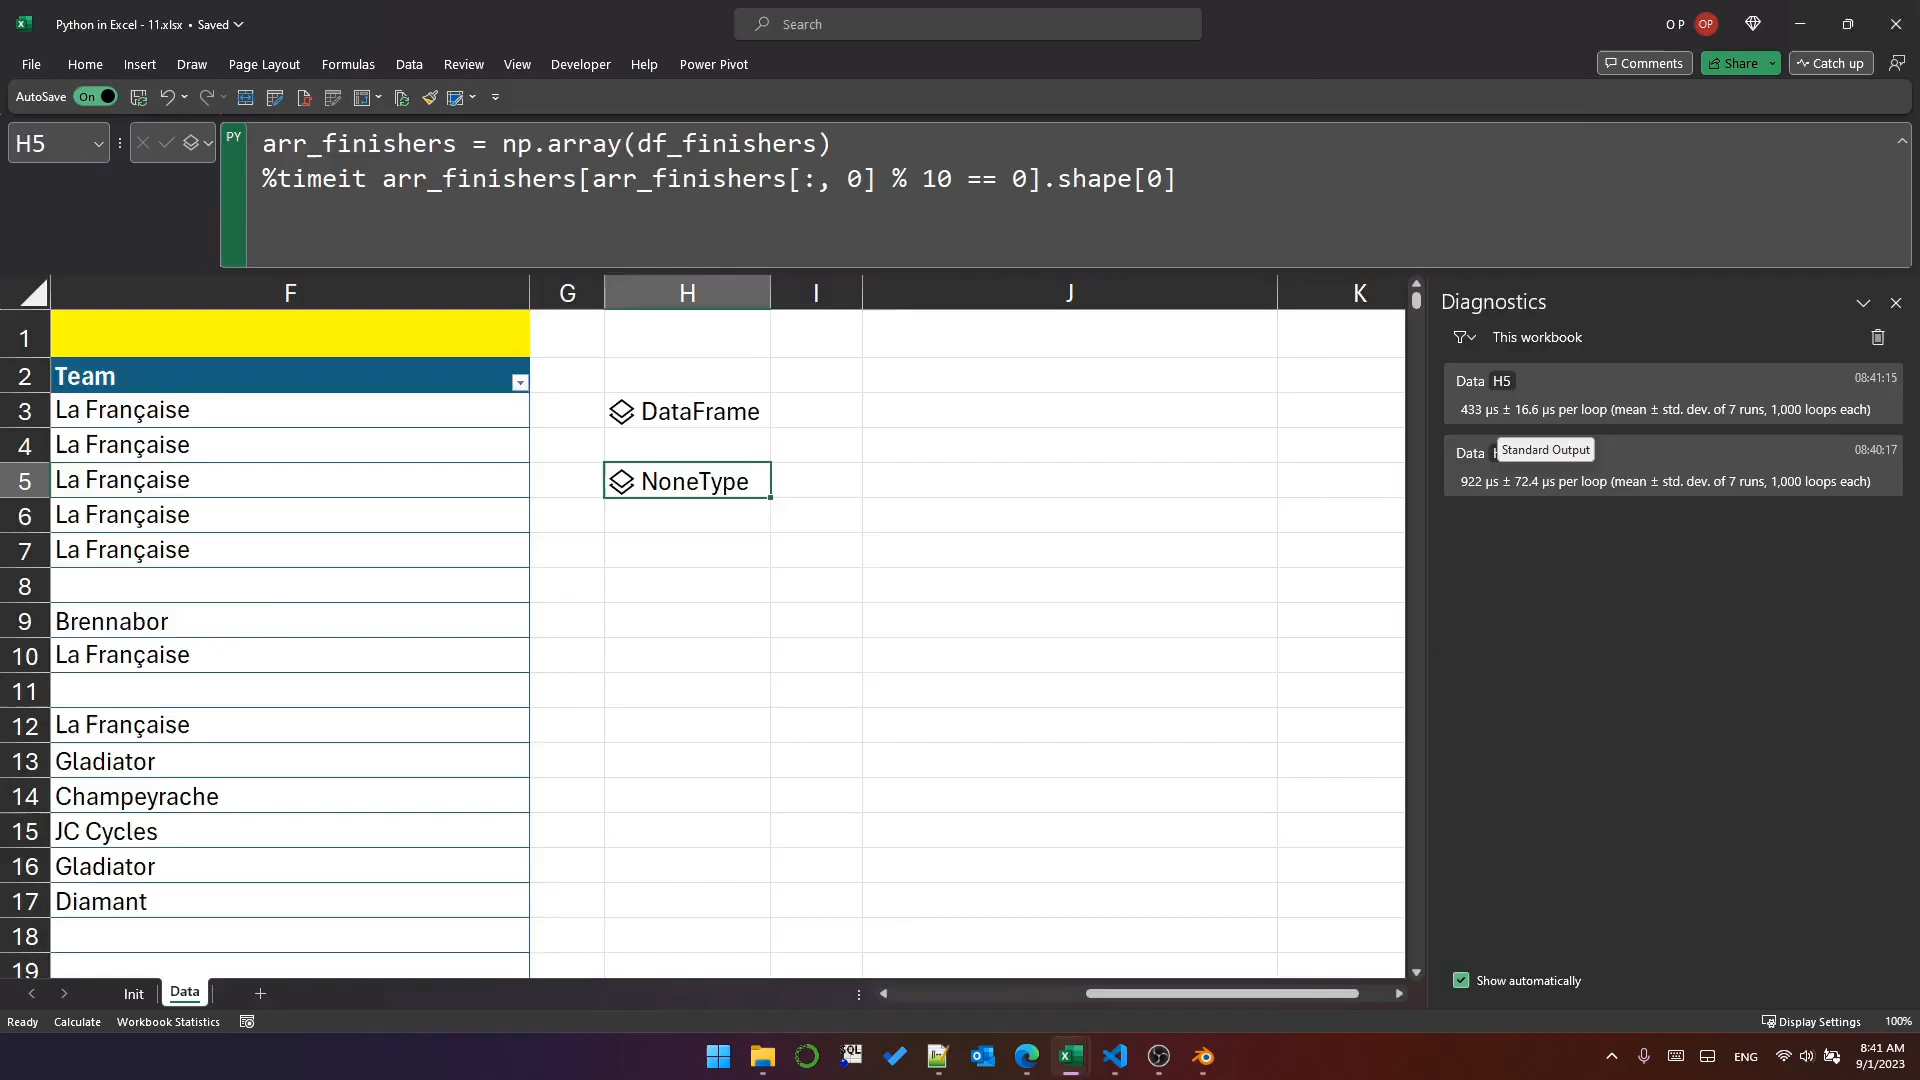 Python in Excel - 11.xlsx • Saved
Search
O P
OP
File Home Insert Draw Page Layout Formulas Data Review View Developer Help Power Pivot
Comments
Share
Catch up
AutoSave On
H5
PY
arr_finishers = np.array(df_finishers)
%timeit arr_finishers[arr_finishers[:, 0] % 10 == 0].shape[0]
F G H I J K
1
2 Team
3 La Française DataFrame
4 La Française
5 La Française NoneType
6 La Française
7 La Française
8
9 Brennabor
10 La Française
11
12 La Française
13 Gladiator
14 Champeyrache
15 JC Cycles
16 Gladiator
17 Diamant
18
19
Diagnostics
This workbook
Data H5 08:41:15
433 µs ± 16.6 µs per loop (mean ± std. dev. of 7 runs, 1,000 loops each)
Data 08:40:17
Standard Output
922 µs ± 72.4 µs per loop (mean ± std. dev. of 7 runs, 1,000 loops each)
Show automatically
Init Data
Ready Calculate Workbook Statistics
Display Settings 100%
SQL
ENG
8:41 AM
9/1/2023